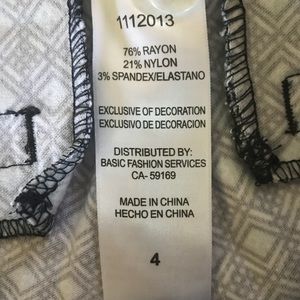 1112013
76% RAYON
21% NYLON
3% SPANDEX/ELASTANO
EXCLUSIVE OF DECORATION
EXCLUSIVO DE DECORACION
DISTRIBUTED BY:
BASIC FASHION SERVICES
CA- 59169
MADE IN CHINA
HECHO EN CHINA
4